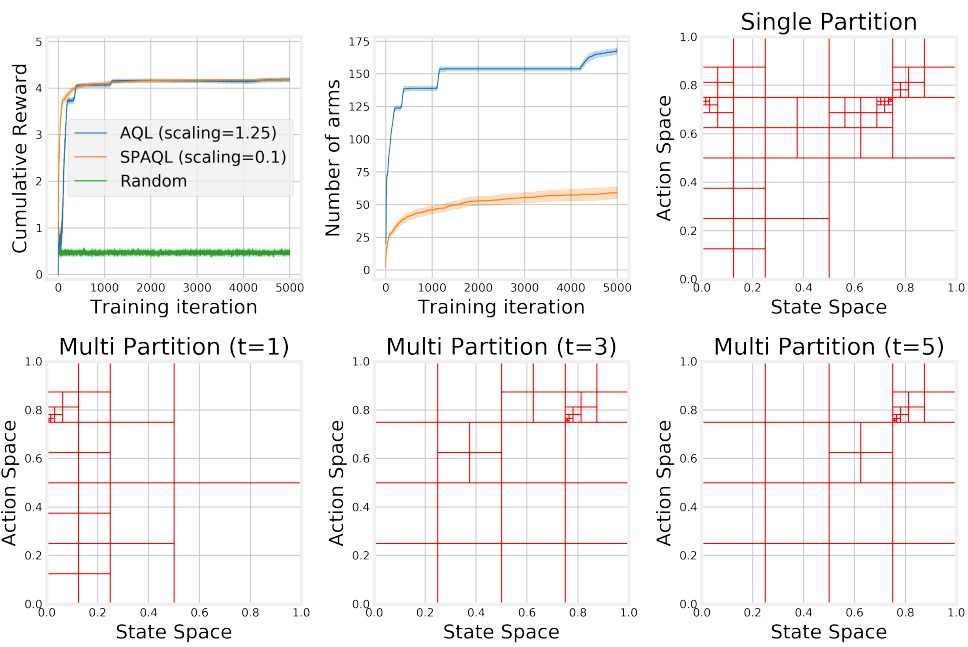 Cumulative Reward
5
4
3
2
1
0
AQL (scaling=1.25)
SPAQL (scaling=0.1)
Random
0 1000 2000 3000 4000 5000
Training iteration
Number of arms
175
150
125
100
75
50
25
0
0 1000 2000 3000 4000 5000
Training iteration
Single Partition
Action Space
1.0
0.8
0.6
0.4
0.2
0.0
0.0 0.2 0.4 0.6 0.8 1.0
State Space
Multi Partition (t=1)
Action Space
1.0
0.8
0.6
0.4
0.2
0.0
0.0 0.2 0.4 0.6 0.8 1.0
State Space
Multi Partition (t=3)
Action Space
1.0
0.8
0.6
0.4
0.2
0.0
0.0 0.2 0.4 0.6 0.8 1.0
State Space
Multi Partition (t=5)
Action Space
1.0
0.8
0.6
0.4
0.2
0.0
0.0 0.2 0.4 0.6 0.8 1.0
State Space